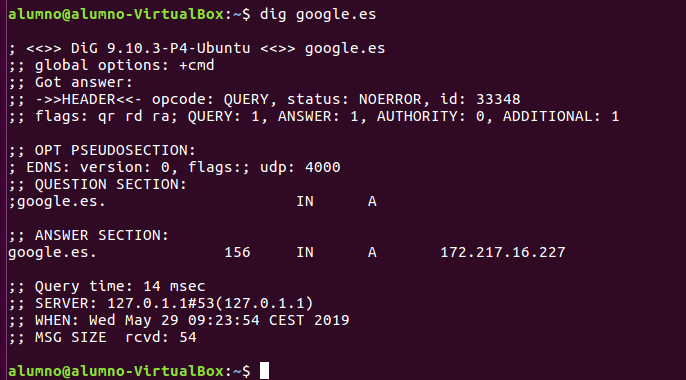 alumno@alumno-VirtualBox:~$ dig google.es
; <<>> DiG 9.10.3-P4-Ubuntu <<>> google.es
;; global options: +cmd
;; Got answer:
;; ->>HEADER<<- opcode: QUERY, status: NOERROR, id: 33348
;; flags: qr rd ra; QUERY: 1, ANSWER: 1, AUTHORITY: 0, ADDITIONAL: 1
;; OPT PSEUDOSECTION:
; EDNS: version: 0, flags:; udp: 4000
;; QUESTION SECTION:
;google.es. IN A
;; ANSWER SECTION:
google.es. 156 IN A 172.217.16.227
;; Query time: 14 msec
;; SERVER: 127.0.1.1#53(127.0.1.1)
;; WHEN: Wed May 29 09:23:54 CEST 2019
;; MSG SIZE rcvd: 54
alumno@alumno-VirtualBox:~$